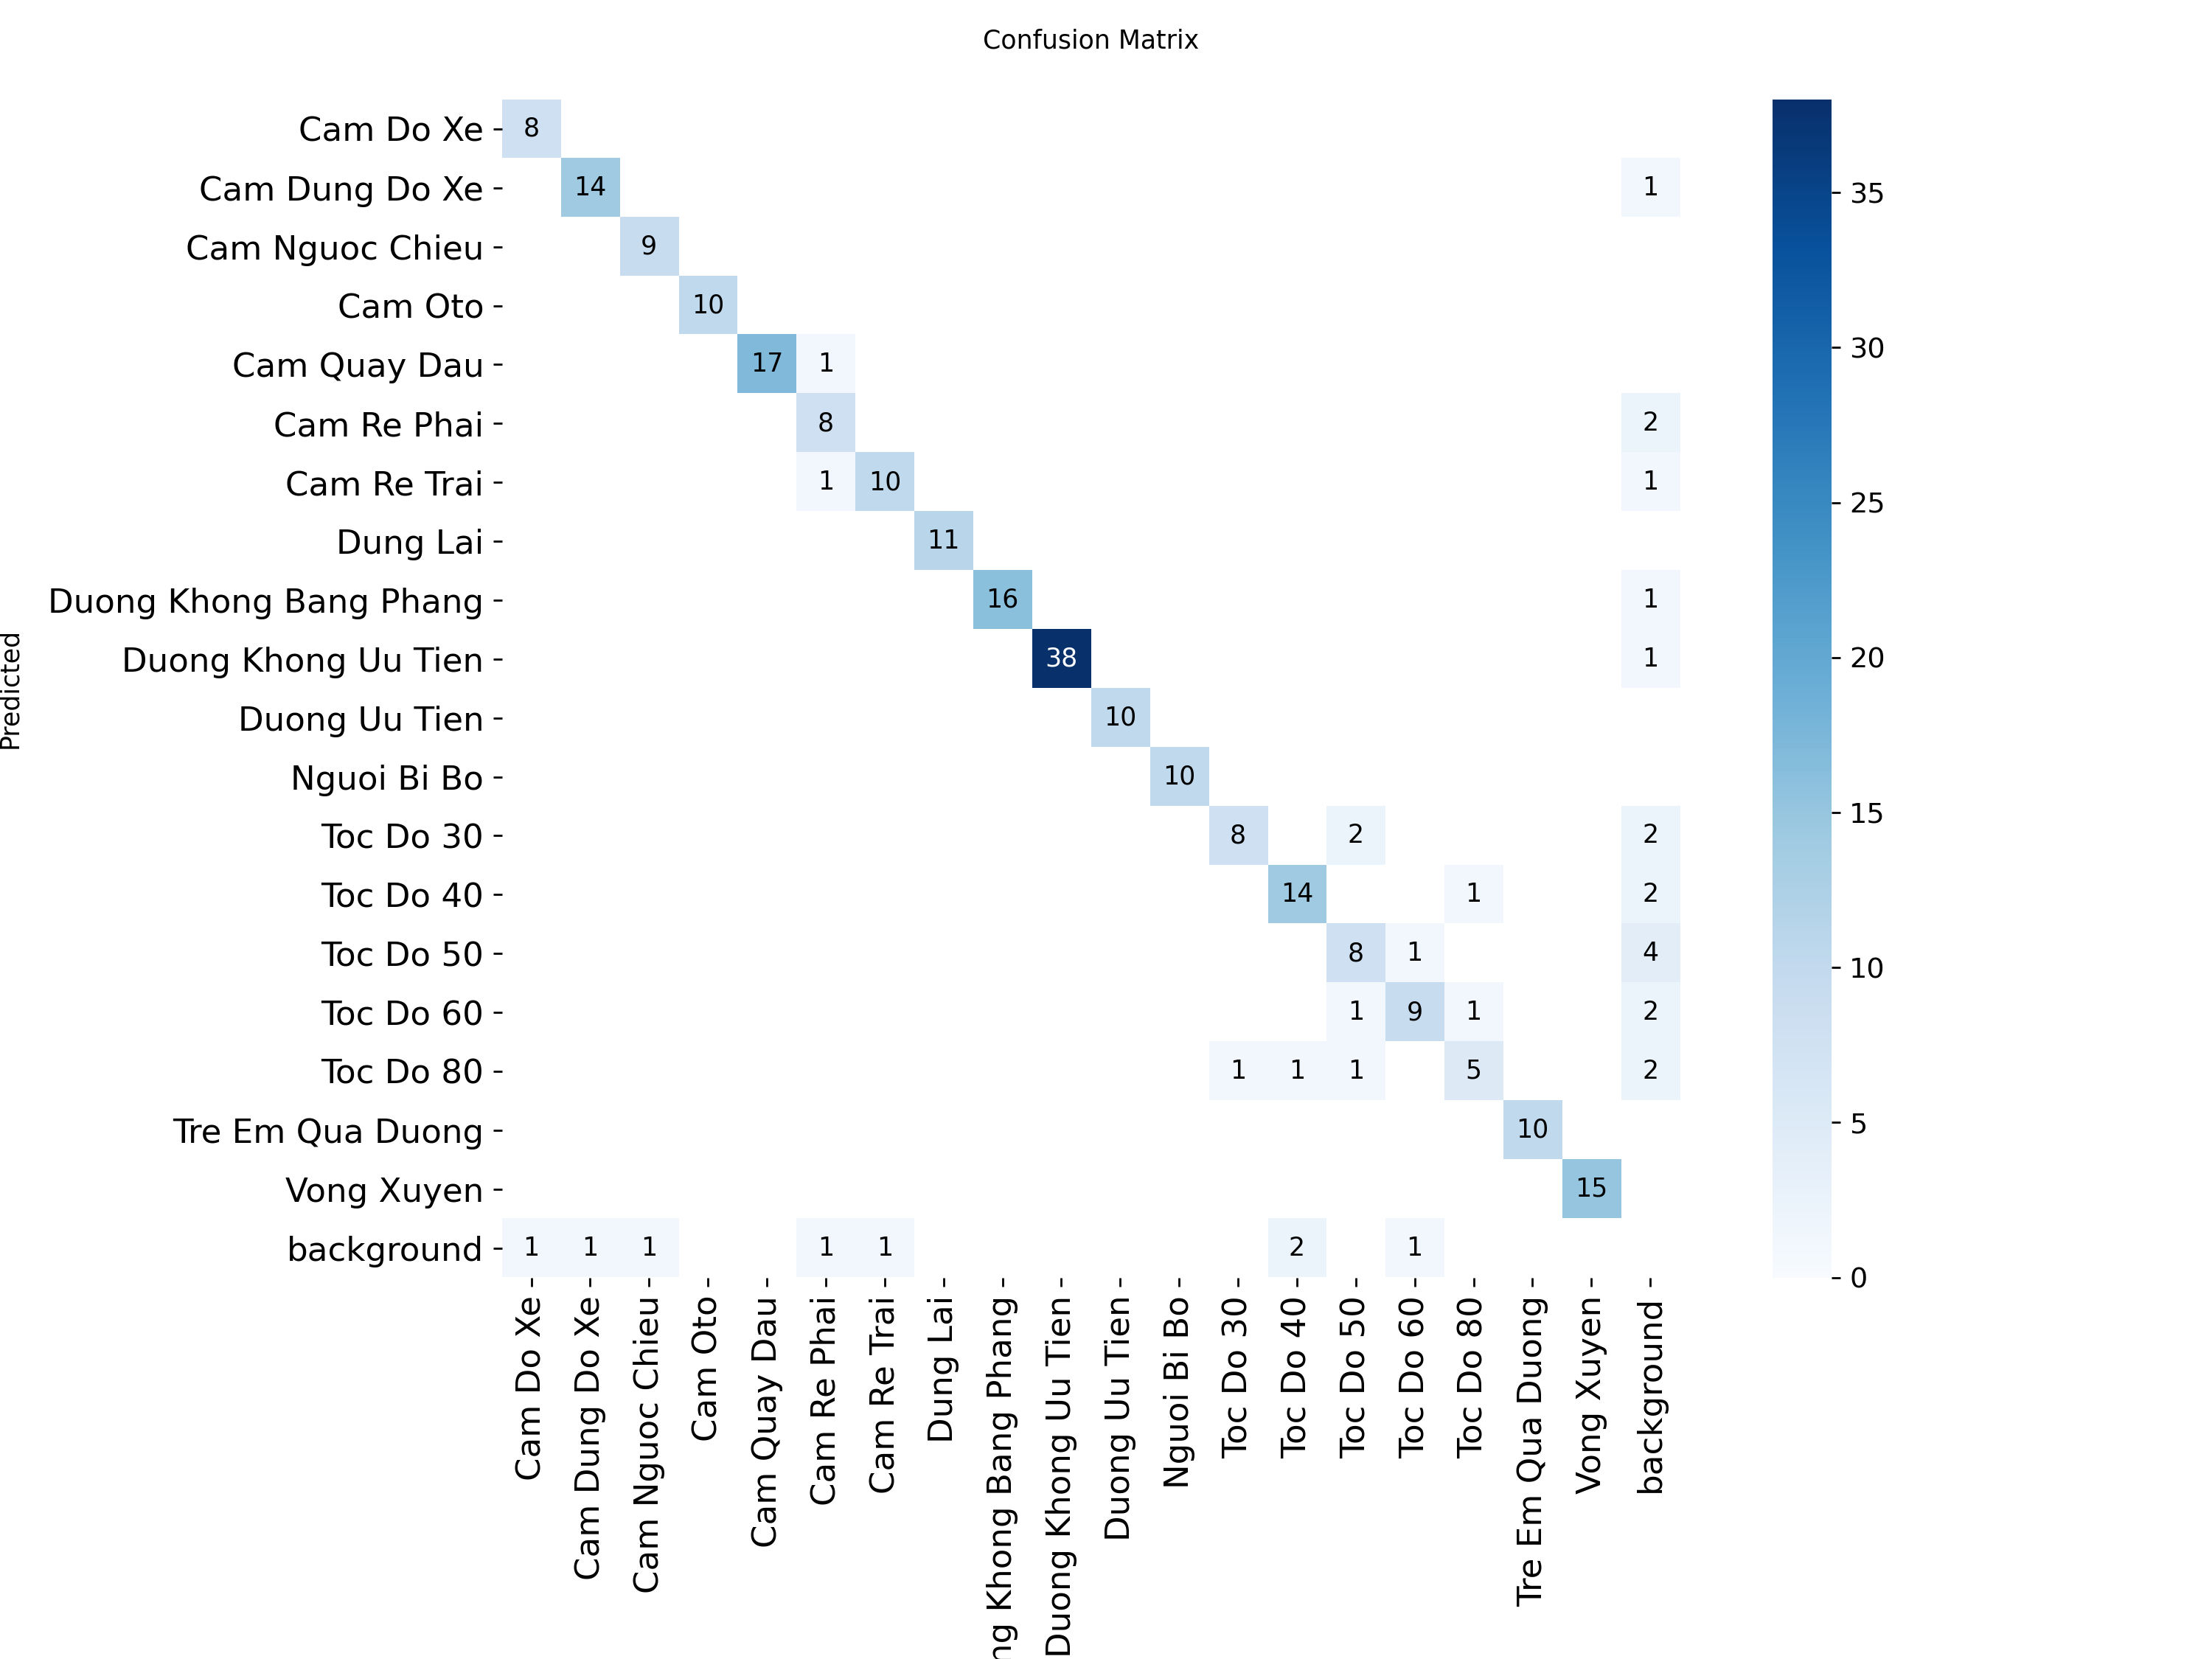 Confusion Matrix
Cam Do Xe 8
Cam Dung Do Xe 14 1
Cam Nguoc Chieu 9
Cam Oto 10
Cam Quay Dau 17 1
Cam Re Phai 8 2
Cam Re Trai 1 10 1
Dung Lai 11
Duong Khong Bang Phang 16 1
Duong Khong Uu Tien 38 1
Duong Uu Tien 10
Nguoi Bi Bo 10
Toc Do 30 8 2 2
Toc Do 40 14 1 2
Toc Do 50 8 1 4
Toc Do 60 1 9 1 2
Toc Do 80 1 1 1 5 2
Tre Em Qua Duong 10
Vong Xuyen 15
background 1 1 1 1 1 2 1
Predicted
Cam Do Xe
Cam Dung Do Xe
Cam Nguoc Chieu
Cam Oto
Cam Quay Dau
Cam Re Phai
Cam Re Trai
Dung Lai
ng Khong Bang Phang
Duong Khong Uu Tien
Duong Uu Tien
Nguoi Bi Bo
Toc Do 30
Toc Do 40
Toc Do 50
Toc Do 60
Toc Do 80
Tre Em Qua Duong
Vong Xuyen
background
35
30
25
20
15
10
5
0